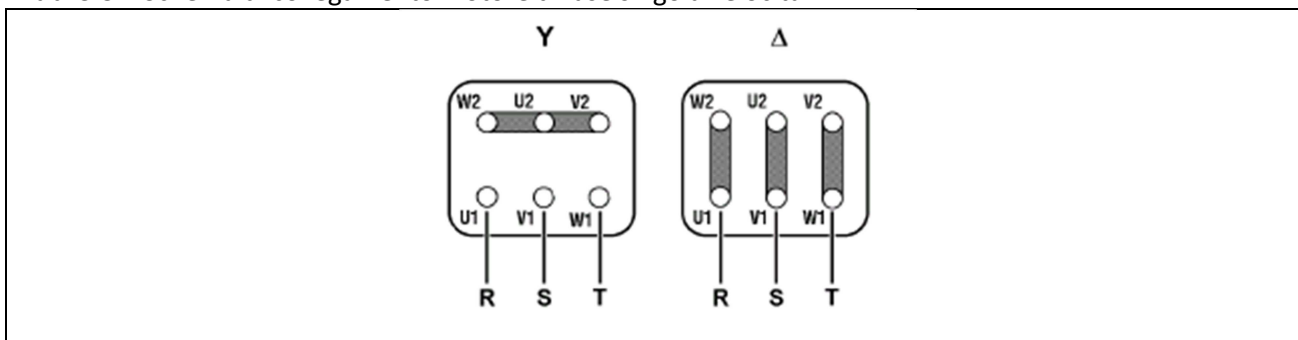 Y Δ
W2 U2 V2 W2 U2 V2
U1 V1 W1 U1 V1 W1
R S T R S T